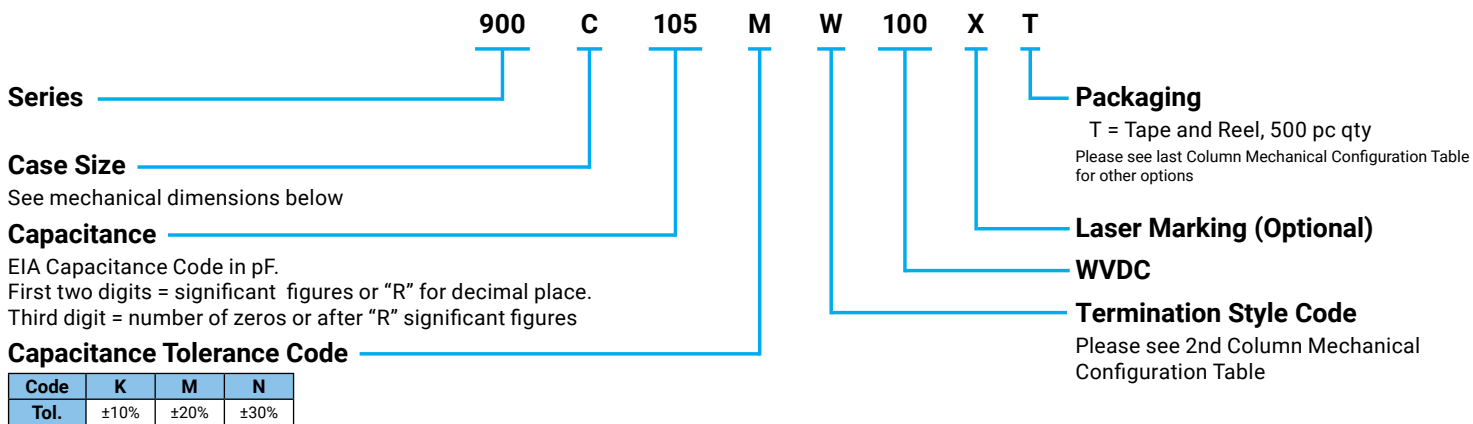 900 C 105 M W 100 X T
Series
Case Size
See mechanical dimensions below
Capacitance
EIA Capacitance Code in pF.
First two digits = significant figures or “R” for decimal place.
Third digit = number of zeros or after “R” significant figures
Capacitance Tolerance Code
Code K M N
Tol. ±10% ±20% ±30%
Packaging
T = Tape and Reel, 500 pc qty
Please see last Column Mechanical Configuration Table
for other options
Laser Marking (Optional)
WVDC
Termination Style Code
Please see 2nd Column Mechanical
Configuration Table